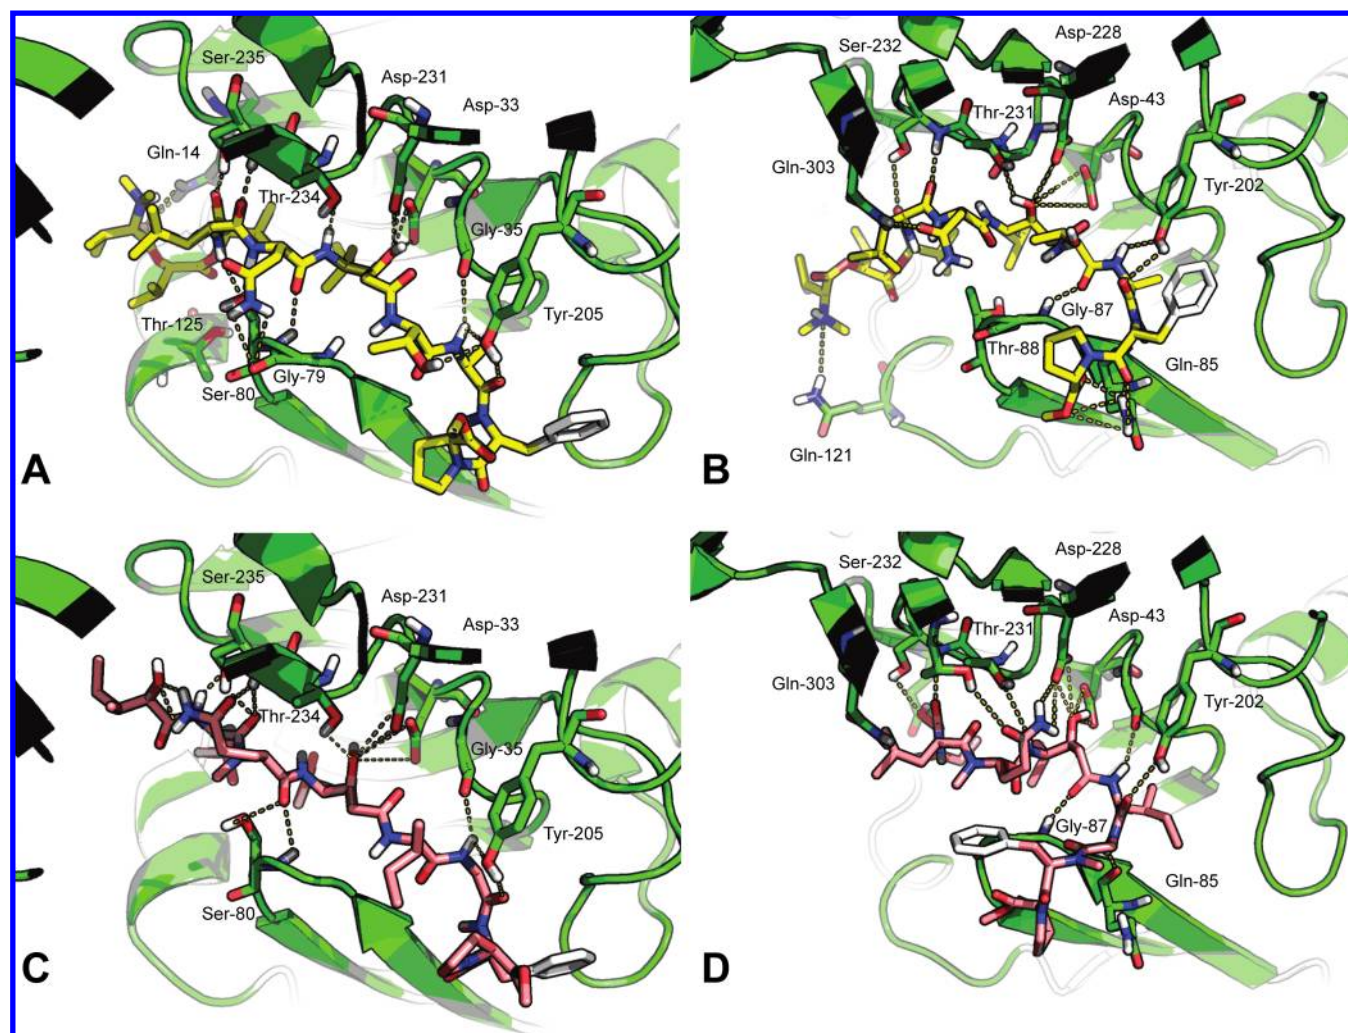 Ser-235
Asp-231
Asp-33
Gln-14
Thr-234
Gly-35
Thr-125
Tyr-205
Gly-79
Ser-80
A
Asp-228
Ser-232
Thr-231
Asp-43
Gln-303
Tyr-202
Gly-87
Thr-88
Gln-85
Gln-121
B
Ser-235
Asp-231
Asp-33
Thr-234
Gly-35
Tyr-205
Ser-80
C
Asp-228
Ser-232
Asp-43
Thr-231
Gln-303
Tyr-202
Gly-87
Gln-85
D